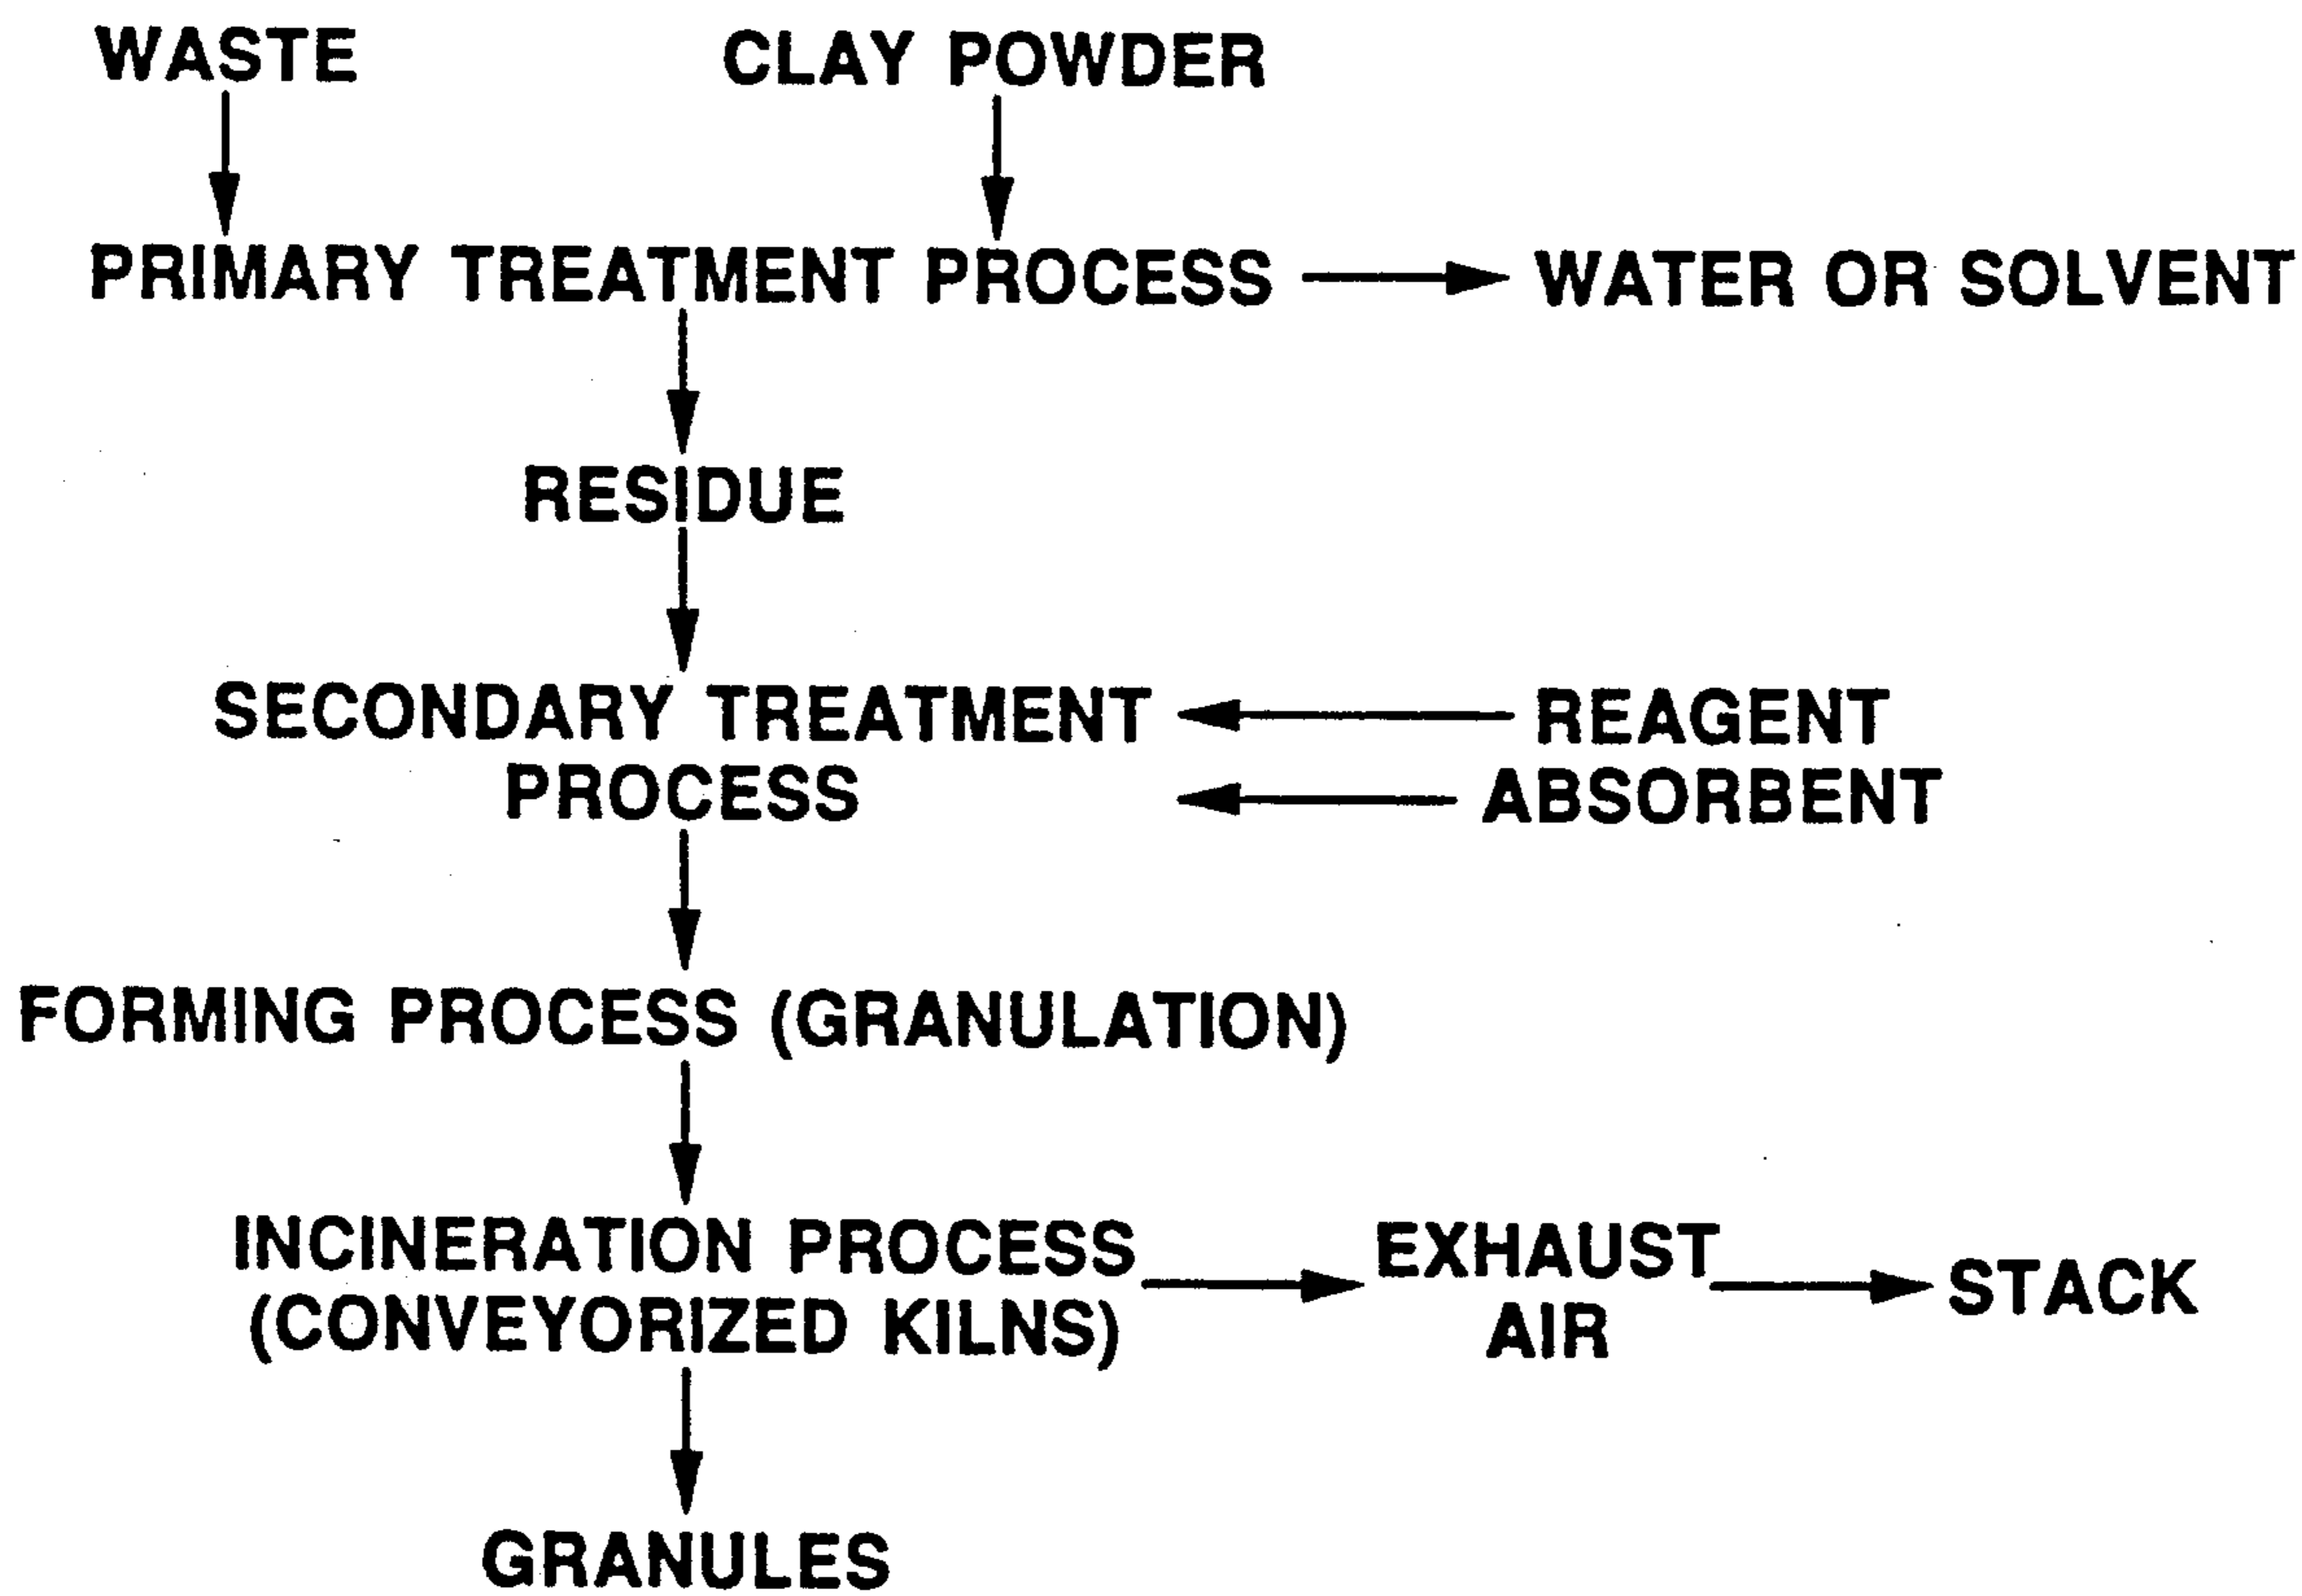 WASTE
CLAY POWDER
PRIMARY TREATMENT PROCESS
WATER OR SOLVENT
RESIDUE
SECONDARY TREATMENT
PROCESS
REAGENT
ABSORBENT
FORMING PROCESS (GRANULATION)
INCINERATION PROCESS
(CONVEYORIZED KILNS)
EXHAUST
AIR
STACK
GRANULES